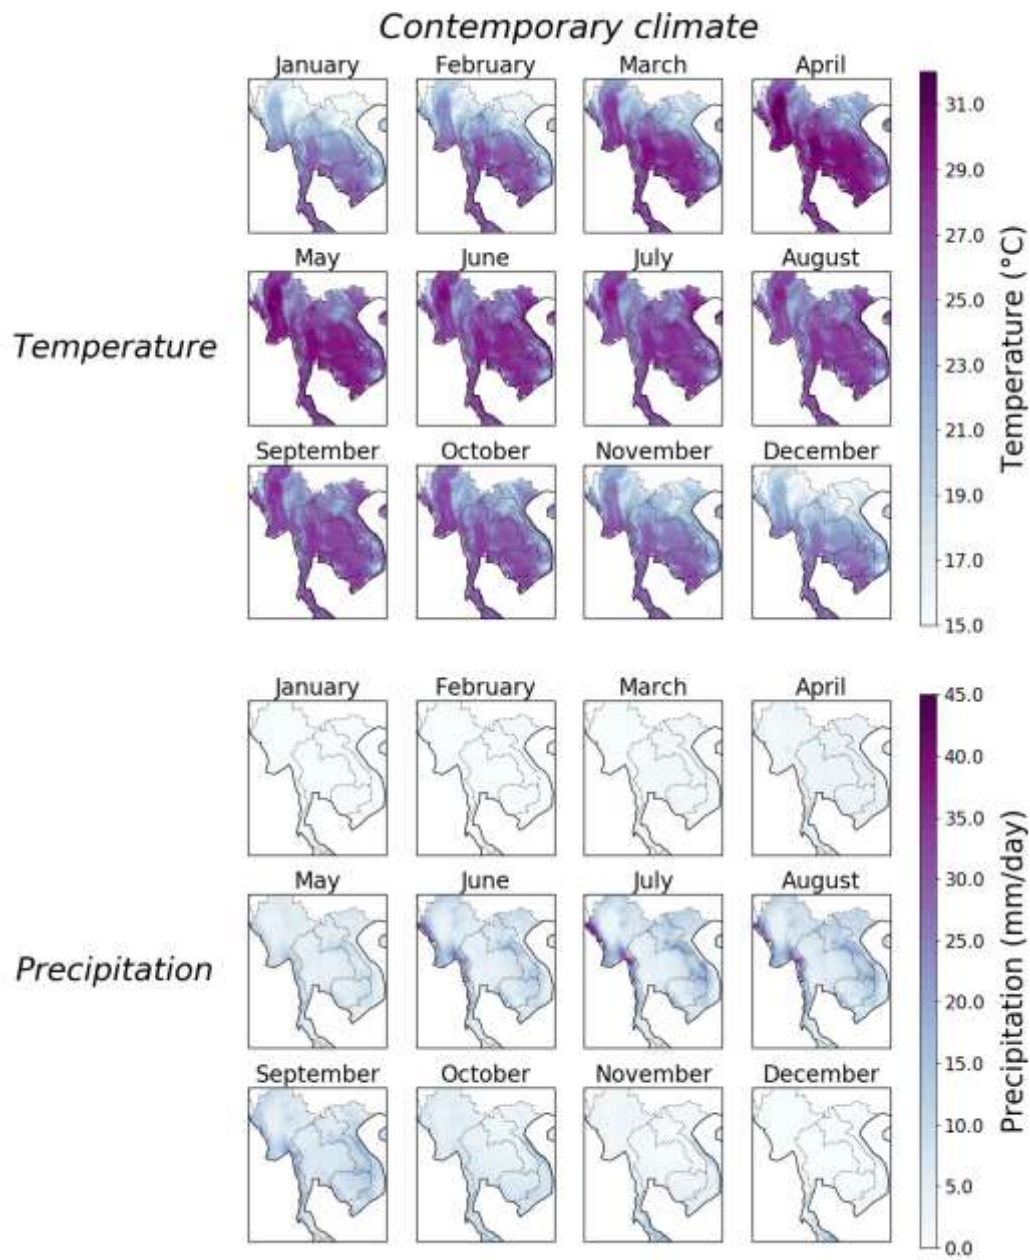 Contemporary climate
January February March April
May June July August
September October November December
Temperature
31.0
29.0
27.0
25.0
23.0
21.0
19.0
17.0
15.0
Temperature (°C)
January February March April
May June July August
September October November December
Precipitation
45.0
40.0
35.0
30.0
25.0
20.0
15.0
10.0
5.0
0.0
Precipitation (mm/day)